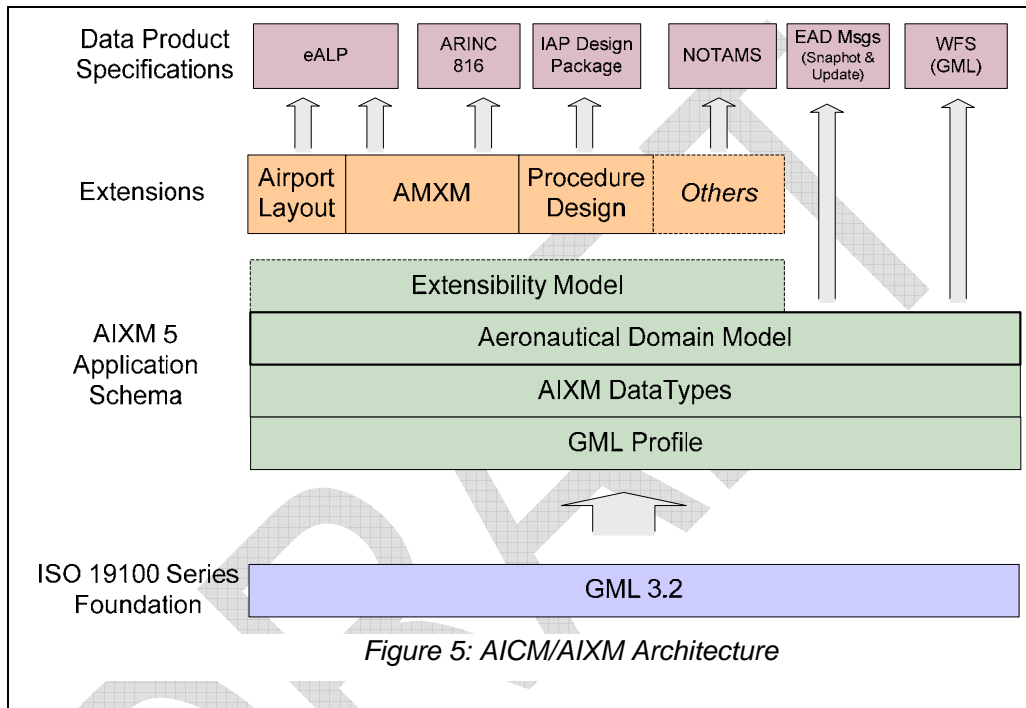 Data Product
Specifications
eALP
ARINC
816
IAP Design
Package
NOTAMS
EAD Msgs
(Snaphot &
Update)
WFS
(GML)
Extensions
Airport
Layout
AMXM
Procedure
Design
Others
AIXM 5
Application
Schema
Extensibility Model
Aeronautical Domain Model
AIXM DataTypes
GML Profile
ISO 19100 Series
Foundation
GML 3.2
Figure 5: AICM/AIXM Architecture
DRAFT